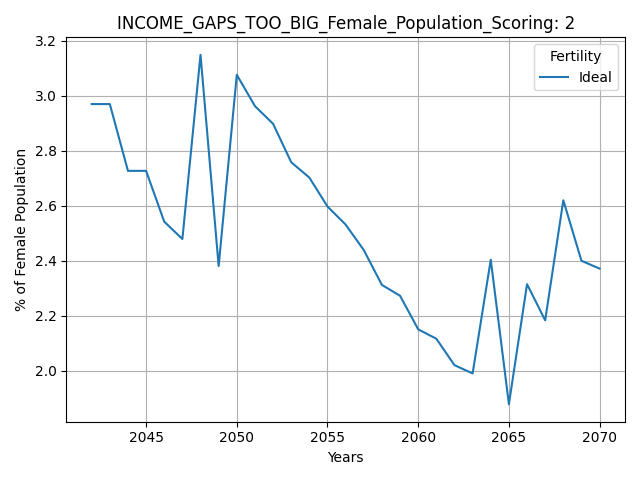 INCOME_GAPS_TOO_BIG_Female_Population_Scoring: 2
Fertility
Ideal
% of Female Population
3.2
3.0
2.8
2.6
2.4
2.2
2.0
2045 2050 2055 2060 2065 2070
Years